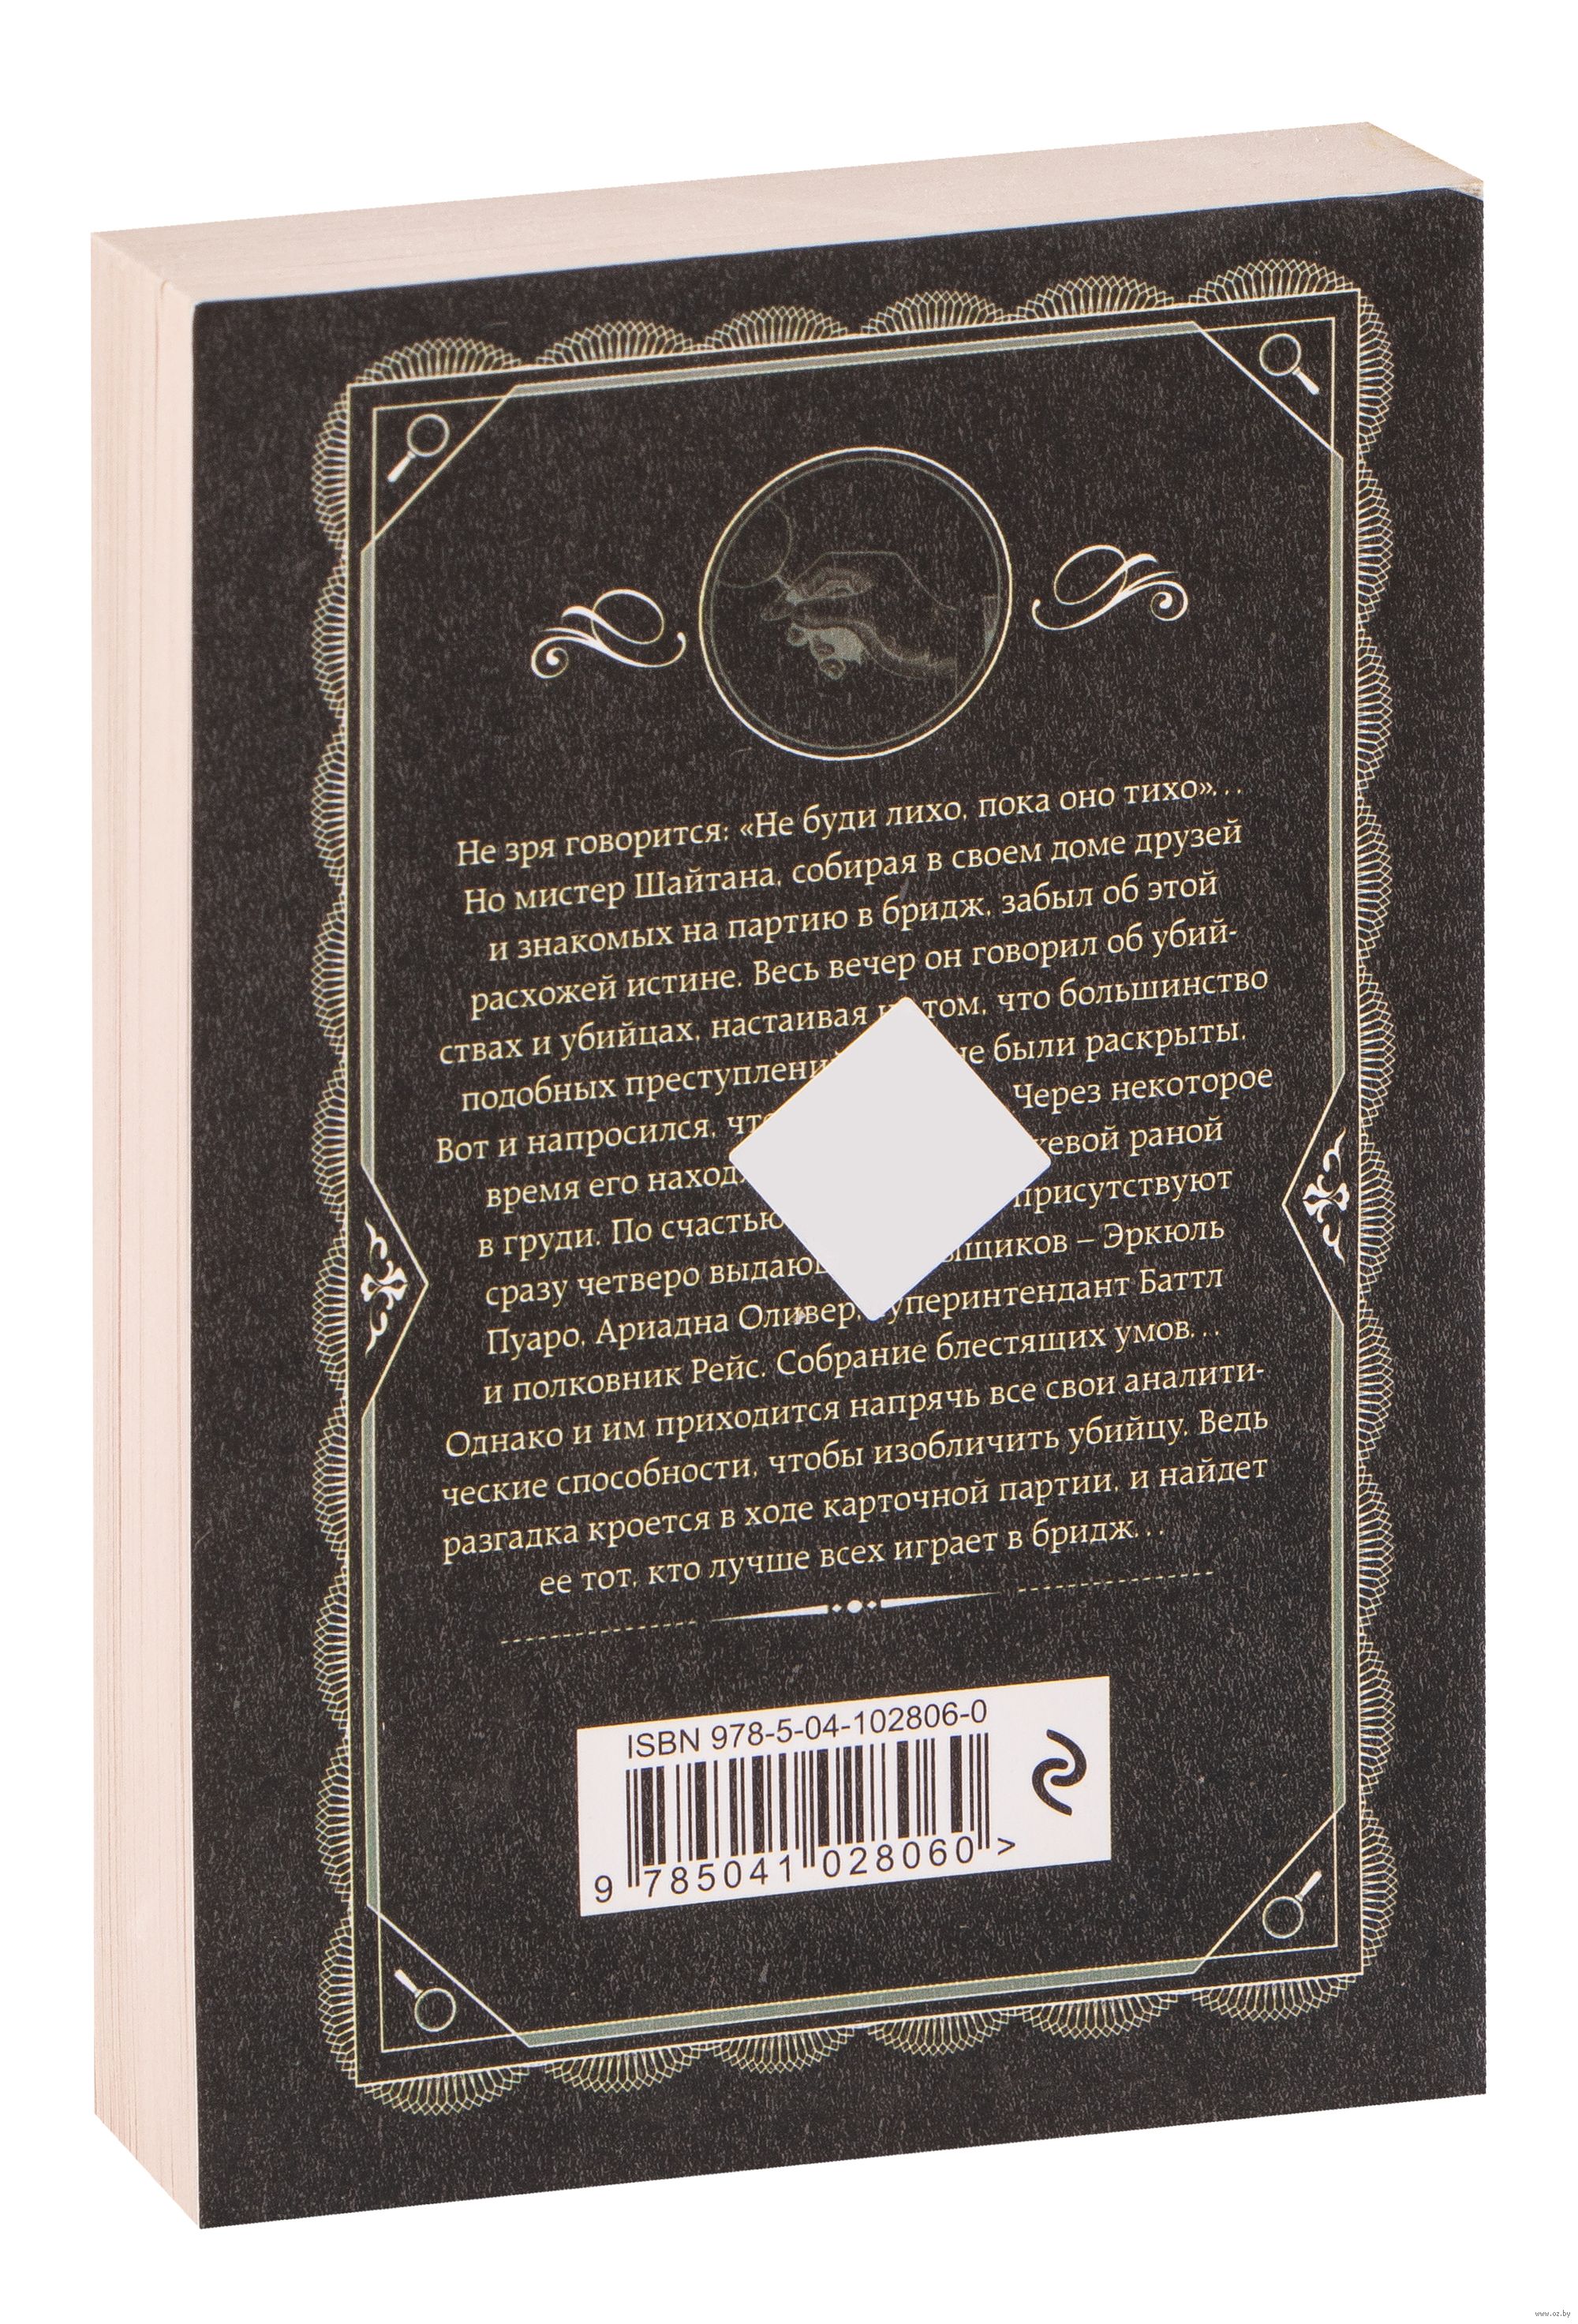 Не зря говорится: «Не буди лихо, пока оно тихо»...
Но мистер Шайтана, собирая в своем доме друзей
и знакомых на партию в бридж, забыл об этой
расхожей истине. Весь вечер он говорил об убий-
ствах и убийцах, настаивая том, что большинство
подобных преступлений не были раскрыты.
Вот и напросился, Через некоторое
время его раной
в груди. По счастью присутствуют
сразу четверо – Эркюль
Пуаро, Ариадна Оливер, суперинтендант Баттл
и полковник Рейс. Собрание блестящих умов...
Однако и им приходится напрячь все свои аналити-
ческие способности, чтобы изобличить убийцу. Ведь
разгадка кроется в ходе карточной партии, и найдет
ее тот, кто лучше всех играет в бридж...
ISBN 978-5-04-102806-0
9 785041 028060 >
www.oz.by